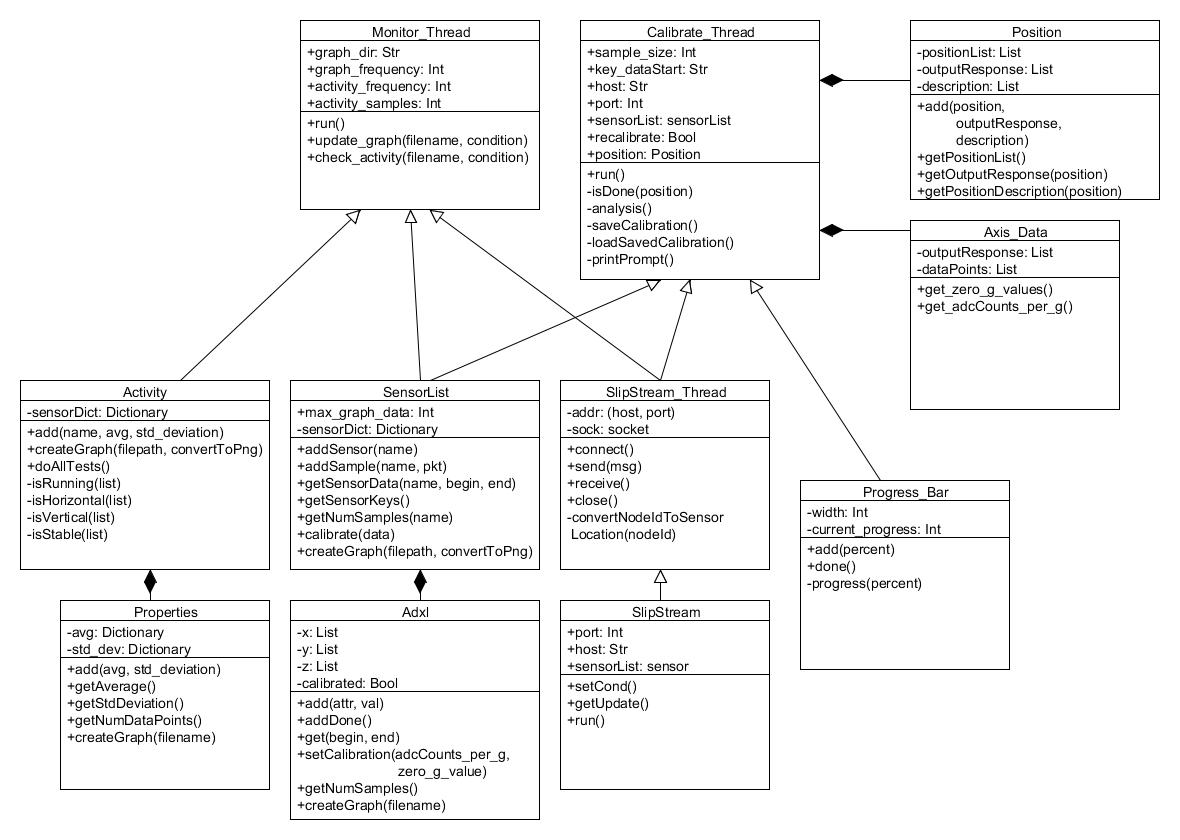 Monitor_Thread
+graph_dir: Str
+graph_frequency: Int
+activity_frequency: Int
+activity_samples: Int
+run()
+update_graph(filename, condition)
+check_activity(filename, condition)
Calibrate_Thread
+sample_size: Int
+key_dataStart: Str
+host: Str
+port: Int
+sensorList: sensorList
+recalibrate: Bool
+position: Position
+run()
-isDone(position)
-analysis()
-saveCalibration()
-loadSavedCalibration()
-printPrompt()
Position
-positionList: List
-outputResponse: List
-description: List
+add(position,
outputResponse,
description)
+getPositionList()
+getOutputResponse(position)
+getPositionDescription(position)
Axis_Data
-outputResponse: List
-dataPoints: List
+get_zero_g_values()
+get_adcCounts_per_g()
Activity
-sensorDict: Dictionary
+add(name, avg, std_deviation)
+createGraph(filepath, convertToPng)
+doAllTests()
-isRunning(list)
-isHorizontal(list)
-isVertical(list)
-isStable(list)
SensorList
+max_graph_data: Int
-sensorDict: Dictionary
+addSensor(name)
+addSample(name, pkt)
+getSensorData(name, begin, end)
+getSensorKeys()
+getNumSamples(name)
+calibrate(data)
+createGraph(filepath, convertToPng)
SlipStream_Thread
-addr: (host, port)
-sock: socket
+connect()
+send(msg)
+receive()
+close()
-convertNodeIdToSensor
Location(nodeId)
Progress_Bar
-width: Int
-current_progress: Int
+add(percent)
+done()
-progress(percent)
Properties
-avg: Dictionary
-std_dev: Dictionary
+add(avg, std_deviation)
+getAverage()
+getStdDeviation()
+getNumDataPoints()
+createGraph(filename)
Adxl
-x: List
-y: List
-z: List
-calibrated: Bool
+add(attr, val)
+addDone()
+get(begin, end)
+setCalibration(adcCounts_per_g,
zero_g_value)
+getNumSamples()
+createGraph(filename)
SlipStream
+port: Int
+host: Str
+sensorList: sensor
+setCond()
+getUpdate()
+run()